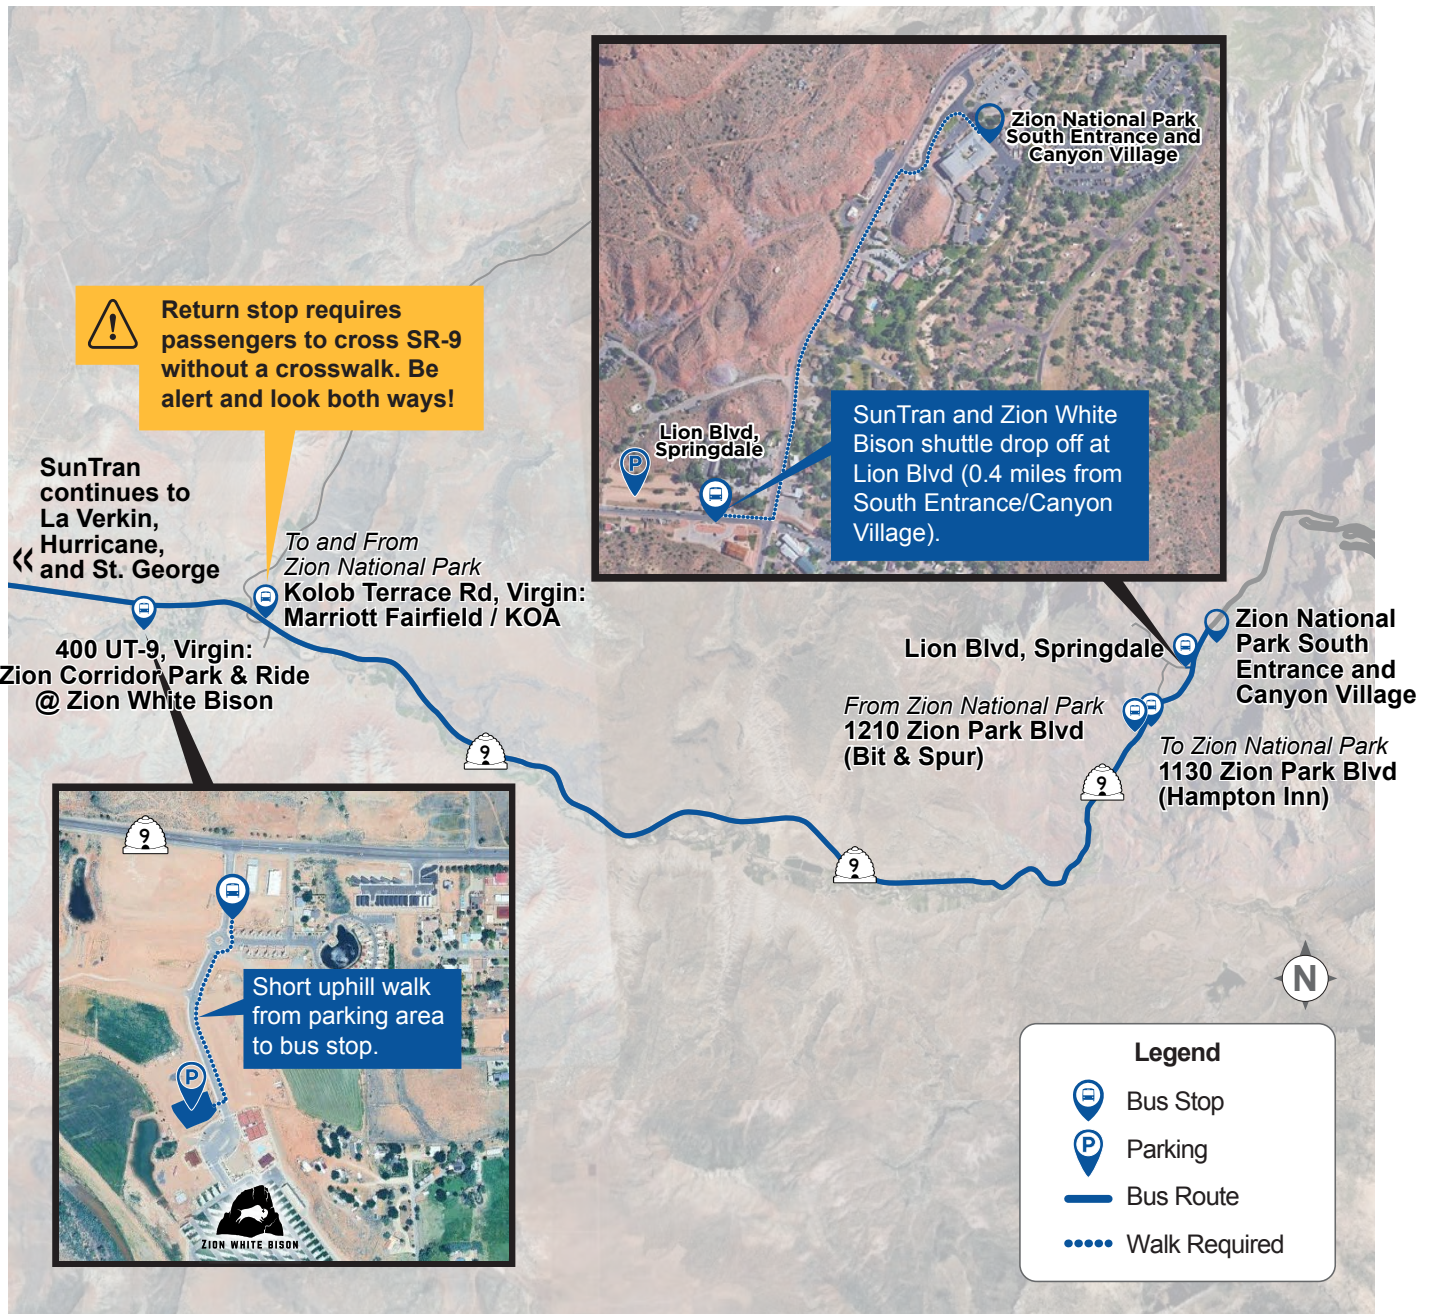 Zion National Park
South Entrance and
Canyon Village
Lion Blvd,
Springdale
P
SunTran and Zion White
Bison shuttle drop off at
Lion Blvd (0.4 miles from
South Entrance/Canyon
Village).
Return stop requires
passengers to cross SR-9
without a crosswalk. Be
alert and look both ways!
SunTran
continues to
La Verkin,
Hurricane,
and St. George
To and From
Zion National Park
Kolob Terrace Rd, Virgin:
Marriott Fairfield / KOA
400 UT-9, Virgin:
Zion Corridor Park & Ride
@ Zion White Bison
Lion Blvd, Springdale
Zion National
Park South
Entrance and
Canyon Village
From Zion National Park
1210 Zion Park Blvd
(Bit & Spur)
To Zion National Park
1130 Zion Park Blvd
(Hampton Inn)
9
9
9
9
Short uphill walk
from parking area
to bus stop.
P
ZION WHITE BISON
N
Legend
Bus Stop
P
Parking
Bus Route
Walk Required